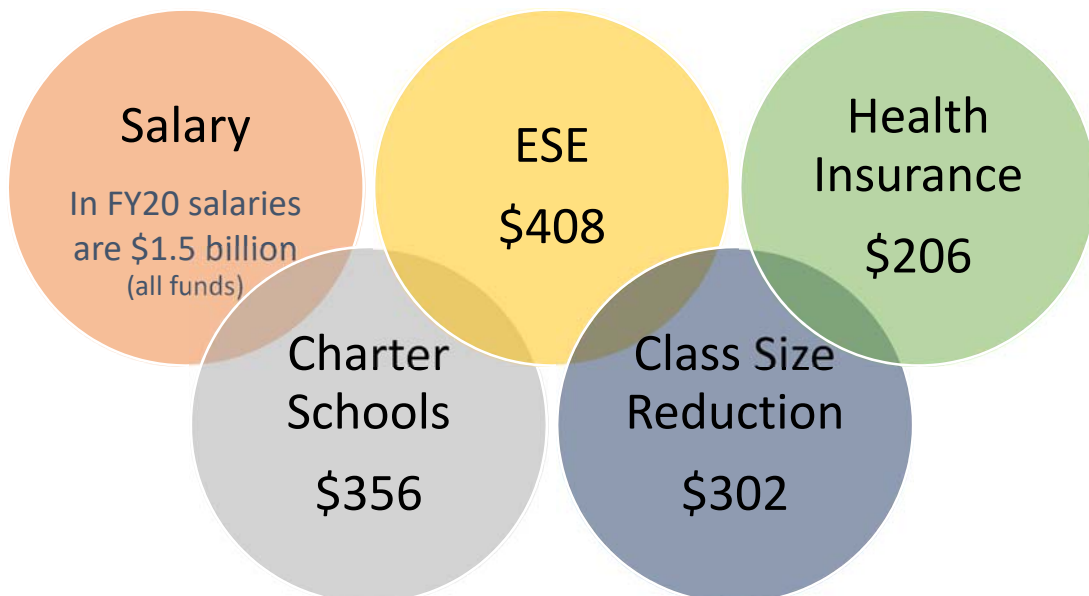 Salary
In FY20 salaries
are $1.5 billion
(all funds)
ESE
$408
Health
Insurance
$206
Charter
Schools
$356
Class Size
Reduction
$302